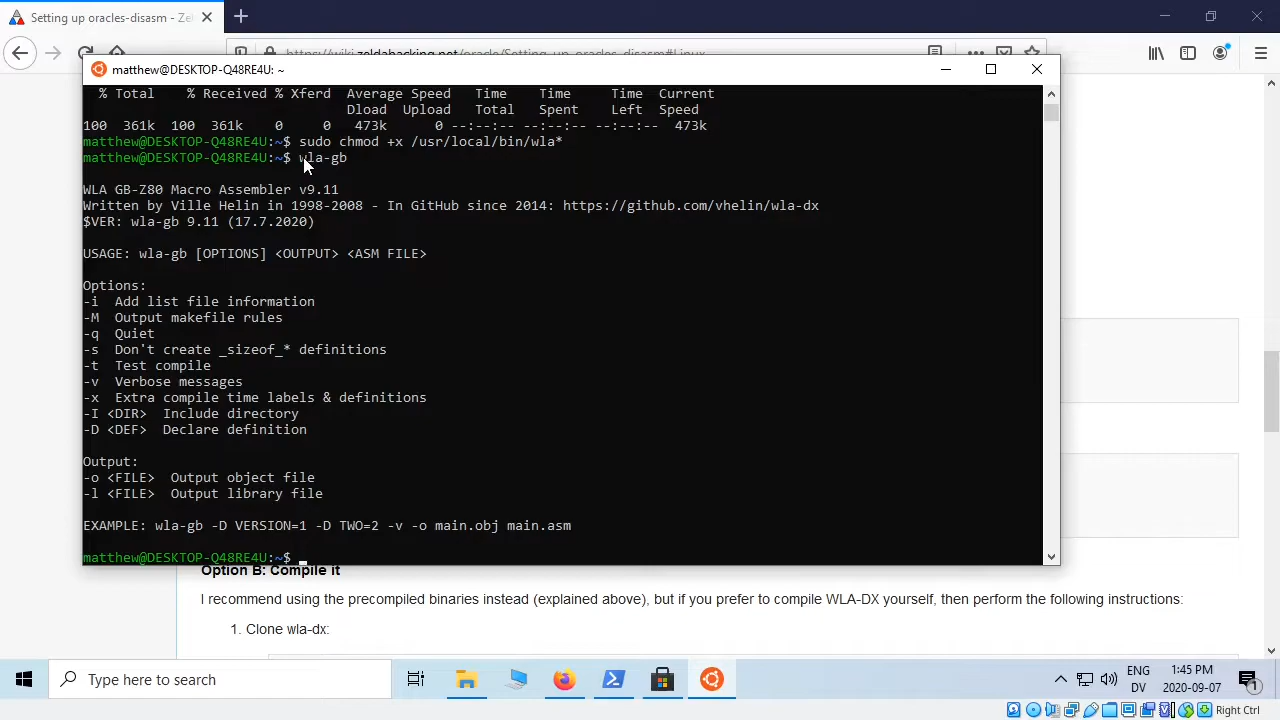 Setting up oracles-disasm - Zel
https://wiki.zeldahacking.net/oracle/Setting-up-oracles-disasm#Linux
matthew@DESKTOP-Q48RE4U: ~
% Total % Received % Xferd Average Speed Time Time Time Current
Dload Upload Total Spent Left Speed
100 361k 100 361k 0 0 473k 0 --:--:-- --:--:-- --:--:-- 473k
matthew@DESKTOP-Q48RE4U:~$ sudo chmod +x /usr/local/bin/wla*
matthew@DESKTOP-Q48RE4U:~$ wla-gb
WLA GB-Z80 Macro Assembler v9.11
Written by Ville Helin in 1998-2008 - In GitHub since 2014: https://github.com/vhelin/wla-dx
$VER: wla-gb 9.11 (17.7.2020)
USAGE: wla-gb [OPTIONS] <OUTPUT> <ASM FILE>
Options:
-i Add list file information
-M Output makefile rules
-q Quiet
-s Don't create _sizeof_* definitions
-t Test compile
-v Verbose messages
-x Extra compile time labels & definitions
-I <DIR> Include directory
-D <DEF> Declare definition
Output:
-o <FILE> Output object file
-l <FILE> Output library file
EXAMPLE: wla-gb -D VERSION=1 -D TWO=2 -v -o main.obj main.asm
matthew@DESKTOP-Q48RE4U:~$
Option B: Compile it
I recommend using the precompiled binaries instead (explained above), but if you prefer to compile WLA-DX yourself, then perform the following instructions:
1. Clone wla-dx:
Type here to search
ENG
DV
1:45 PM
2020-09-07
1
Right Ctrl